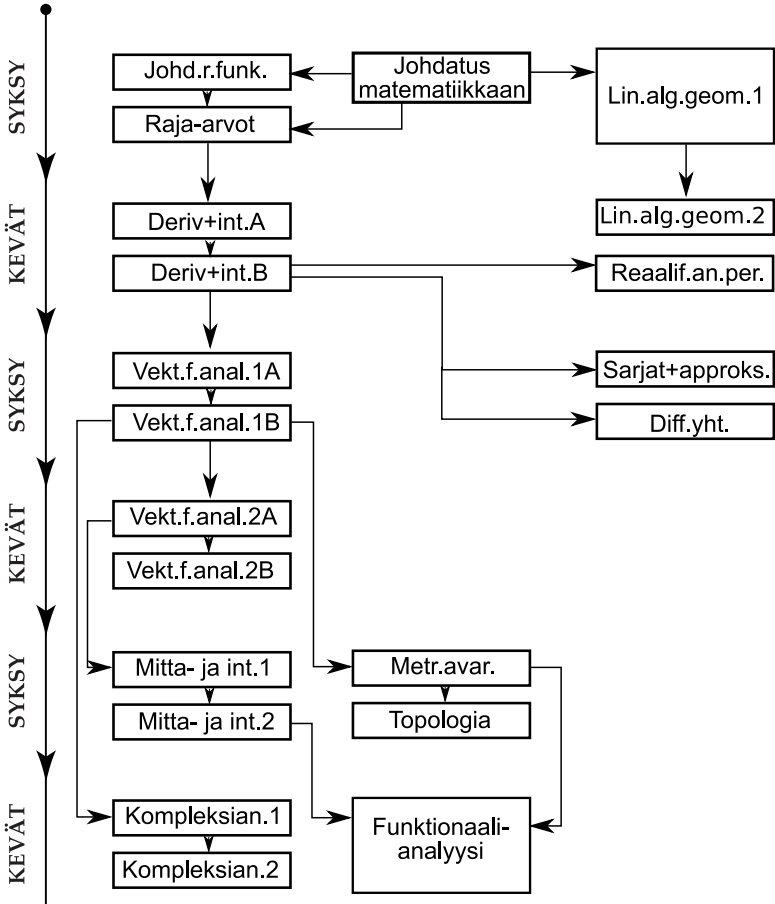 SYKSY
Johd.r.funk.
Johdatus
matematiikkaan
Lin.alg.geom.1
Raja-arvot
KEVÄT
Deriv+int.A
Lin.alg.geom.2
Deriv+int.B
Reaalif.an.per.
SYKSY
Vekt.f.anal.1A
Sarjat+approks.
Vekt.f.anal.1B
Diff.yht.
KEVÄT
Vekt.f.anal.2A
Vekt.f.anal.2B
SYKSY
Mitta- ja int.1
Metr.avar.
Mitta- ja int.2
Topologia
KEVÄT
Kompleksian.1
Funktionaali-
analyysi
Kompleksian.2